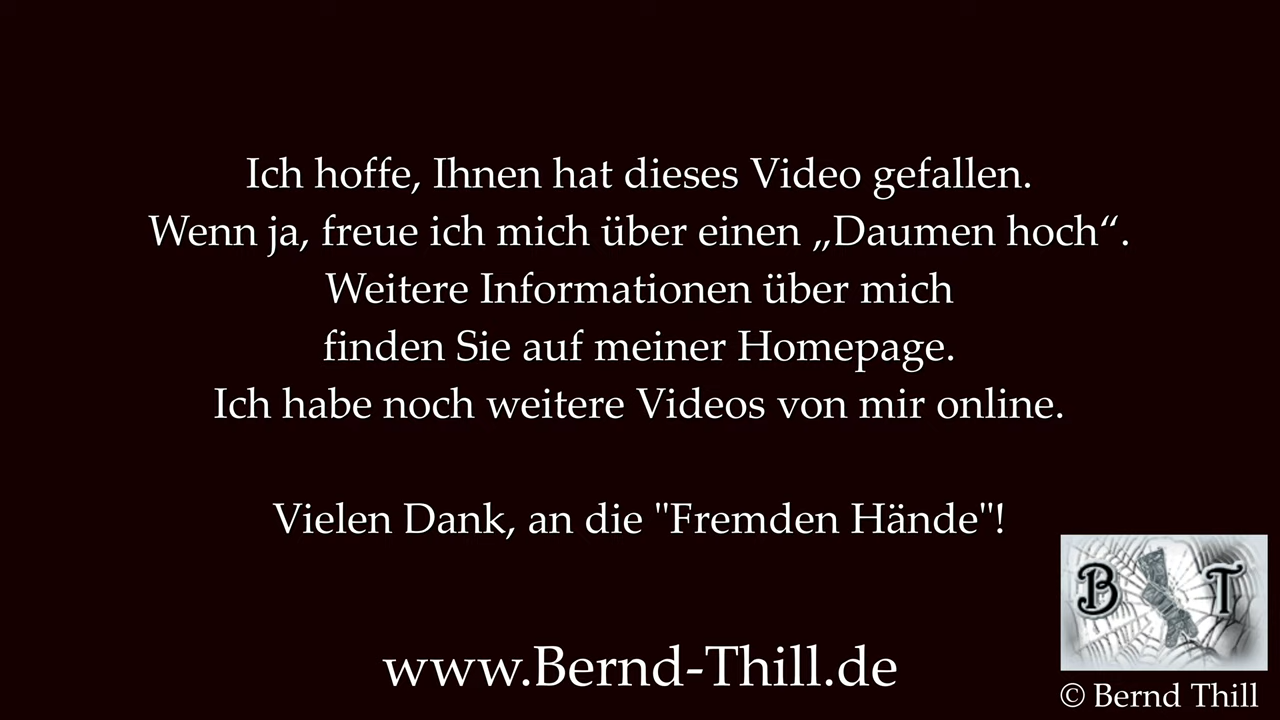 Ich hoffe, Ihnen hat dieses Video gefallen.
Wenn ja, freue ich mich über einen „Daumen hoch“.
Weitere Informationen über mich
finden Sie auf meiner Homepage.
Ich habe noch weitere Videos von mir online.
Vielen Dank, an die "Fremden Hände"!
B T
www.Bernd-Thill.de
© Bernd Thill